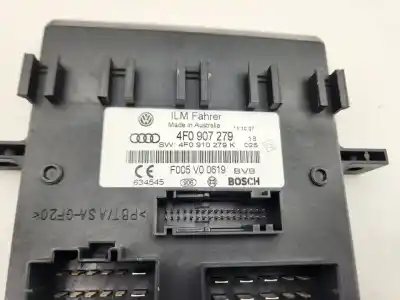 ILM Fahrer
Made in Australia
4F0 907 279
SW: 4F0 910 279 K
F005 V0 0619
BVB
634545
BOSCH
>PBT/ASA-GF20<